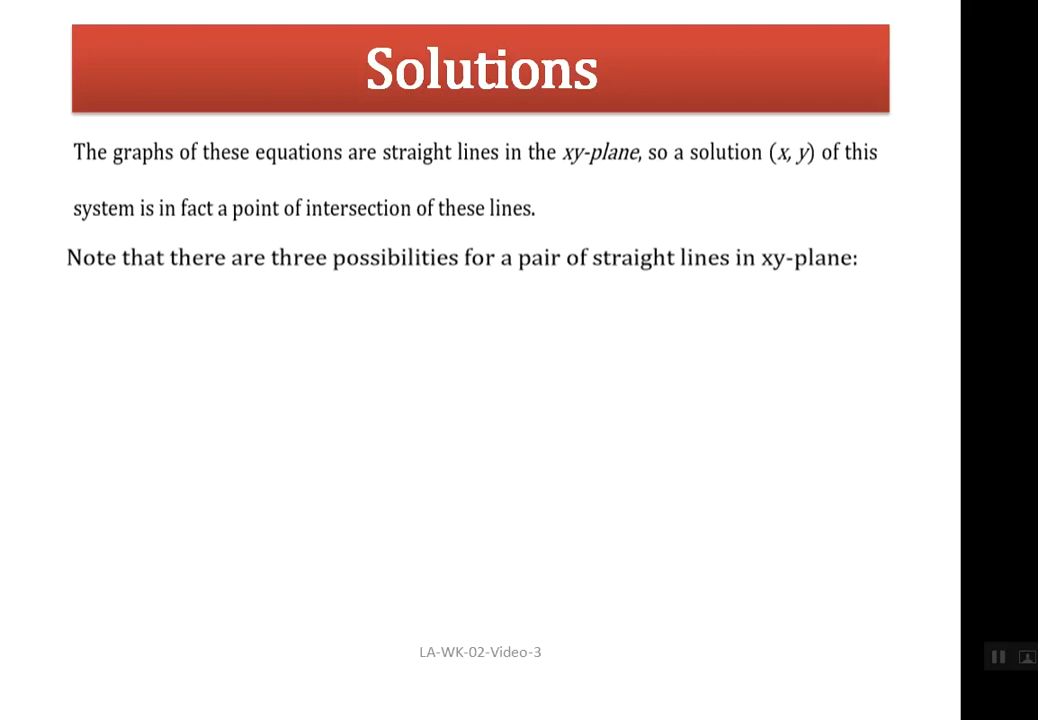 Solutions
The graphs of these equations are straight lines in the xy-plane, so a solution (x, y) of this
system is in fact a point of intersection of these lines.
Note that there are three possibilities for a pair of straight lines in xy-plane:
LA-WK-02-Video-3